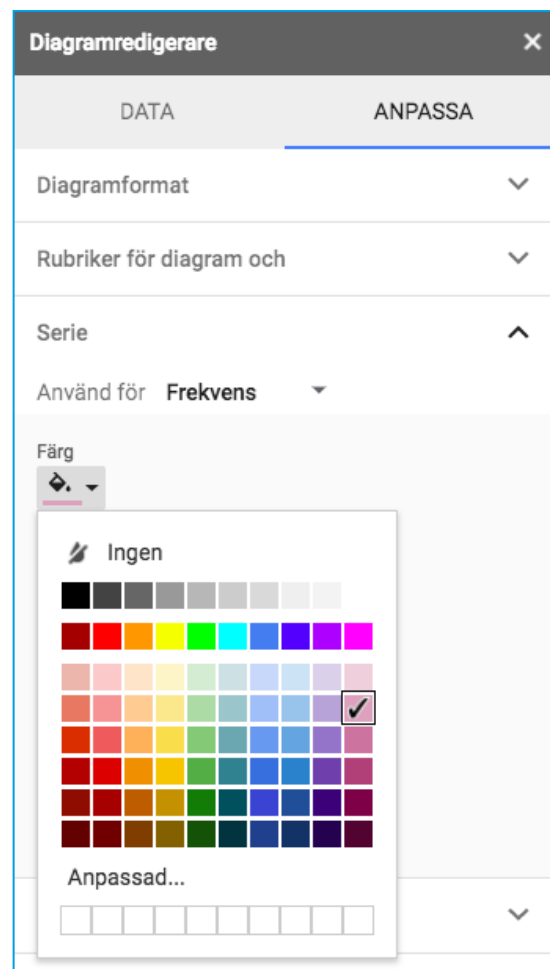 Diagramredigerare
DATA ANPASSA
Diagramformat
Rubriker för diagram och
Serie
Använd för Frekvens
Färg
Ingen
Anpassad...